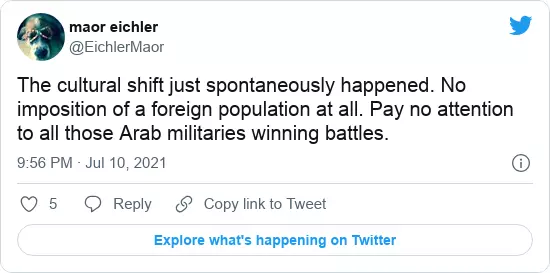 maor eichler
@EichlerMaor
The cultural shift just spontaneously happened. No
imposition of a foreign population at all. Pay no attention
to all those Arab militaries winning battles.
9:56 PM · Jul 10, 2021
5 Reply Copy link to Tweet
Explore what's happening on Twitter